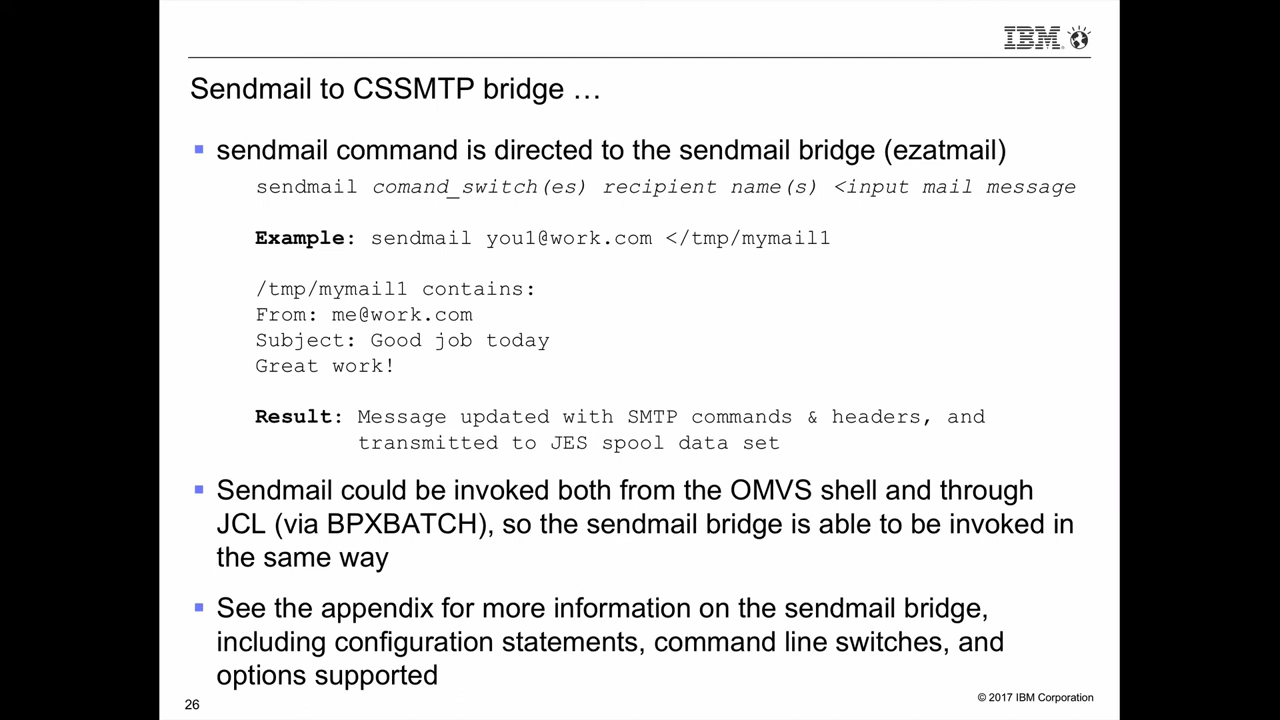 IBM
Sendmail to CSSMTP bridge …
sendmail command is directed to the sendmail bridge (ezatmail)
sendmail comand_switch(es) recipient name(s) <input mail message
Example: sendmail you1@work.com </tmp/mymail1
/tmp/mymail1 contains:
From: me@work.com
Subject: Good job today
Great work!
Result: Message updated with SMTP commands & headers, and
transmitted to JES spool data set
Sendmail could be invoked both from the OMVS shell and through
JCL (via BPXBATCH), so the sendmail bridge is able to be invoked in
the same way
See the appendix for more information on the sendmail bridge,
including configuration statements, command line switches, and
options supported
26
© 2017 IBM Corporation